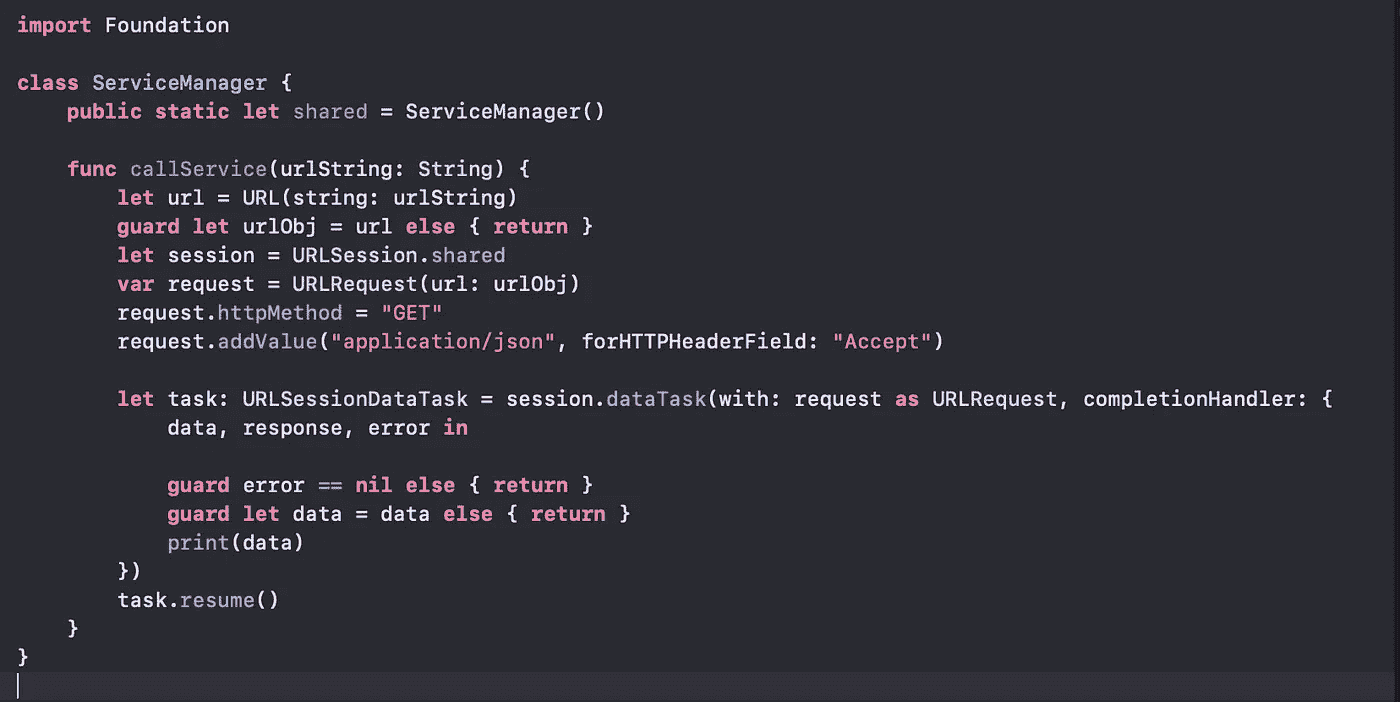 import Foundation
class ServiceManager {
public static let shared = ServiceManager()
func callService(urlString: String) {
let url = URL(string: urlString)
guard let urlObj = url else { return }
let session = URLSession.shared
var request = URLRequest(url: urlObj)
request.httpMethod = "GET"
request.addValue("application/json", forHTTPHeaderField: "Accept")
let task: URLSessionDataTask = session.dataTask(with: request as URLRequest, completionHandler: {
data, response, error in
guard error == nil else { return }
guard let data = data else { return }
print(data)
})
task.resume()
}
}